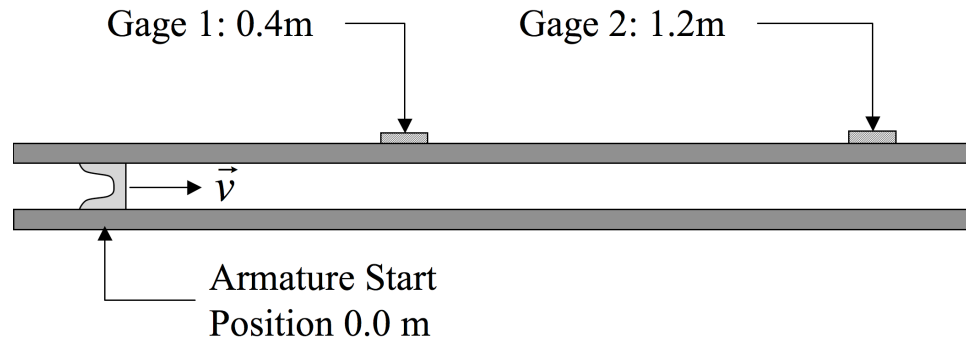 Gage 1: 0.4m
Gage 2: 1.2m
v⃗
Armature Start
Position 0.0 m